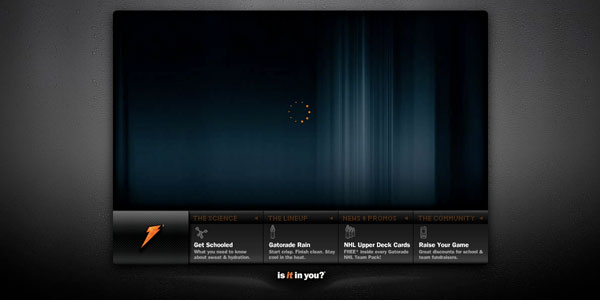 THE SCIENCE
THE LINEUP
NEWS & PROMOS
THE COMMUNITY
Get Schooled
What you need to know
about sweat & hydration.
Gatorade Rain
Start crisp. Finish clean. Stay
cool in the heat.
NHL Upper Deck Cards
FREE* inside every Gatorade
NHL Team Pack!
Raise Your Game
Great discounts for school &
team fundraisers.
is it in you?